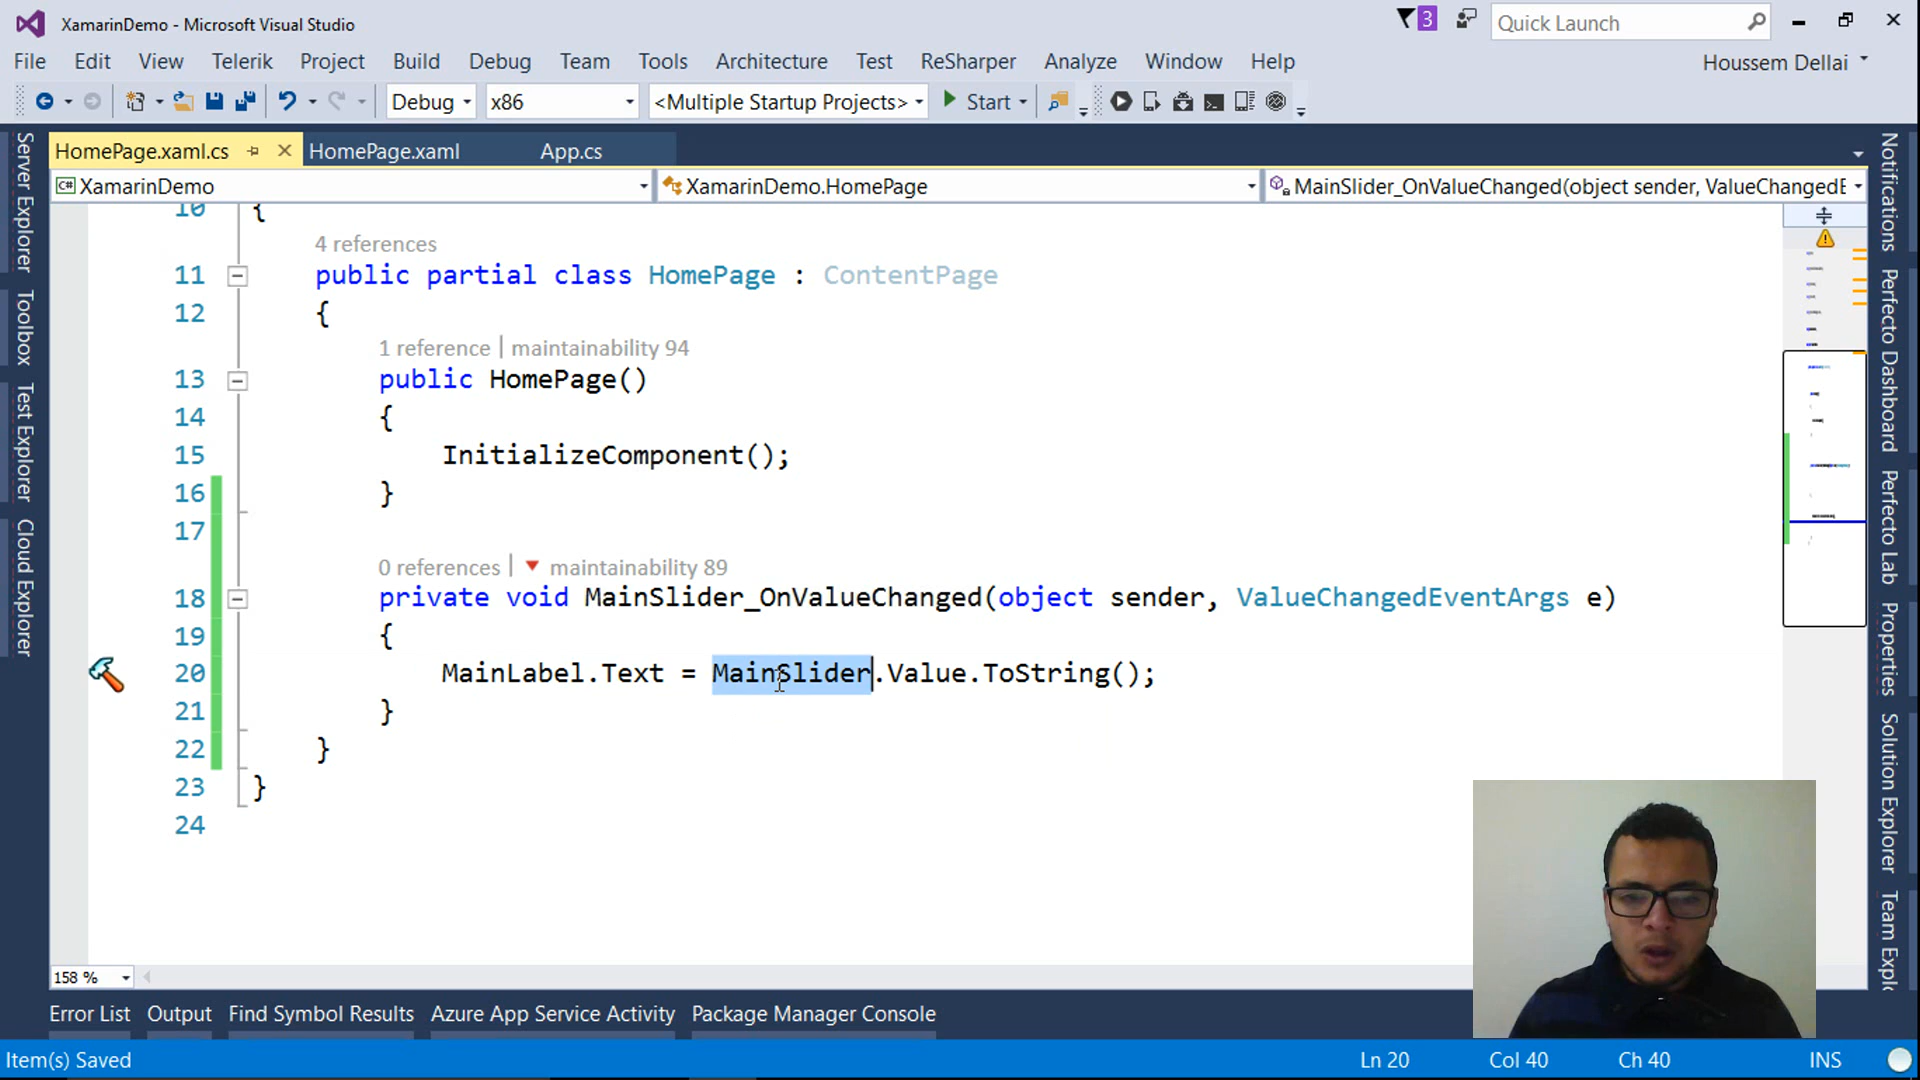 XamarinDemo - Microsoft Visual Studio
3
Quick Launch
File Edit View Telerik Project Build Debug Team Tools Architecture Test ReSharper Analyze Window Help
Houssem Dellai
Debug x86 <Multiple Startup Projects> Start
HomePage.xaml.cs HomePage.xaml App.cs
C# XamarinDemo XamarinDemo.HomePage MainSlider_OnValueChanged(object sender, ValueChangedE
10 {
4 references
11 public partial class HomePage : ContentPage
12 {
1 reference | maintainability 94
13 public HomePage()
14 {
15 InitializeComponent();
16 }
17
0 references | maintainability 89
18 private void MainSlider_OnValueChanged(object sender, ValueChangedEventArgs e)
19 {
20 MainLabel.Text = MainSlider.Value.ToString();
21 }
22 }
23 }
24
158 %
Server Explorer
Toolbox
Test Explorer
Cloud Explorer
Notifications
Perfecto Dashboard
Perfecto Lab
Properties
Solution Explorer
Team Explo
Error List Output Find Symbol Results Azure App Service Activity Package Manager Console
Item(s) Saved Ln 20 Col 40 Ch 40 INS